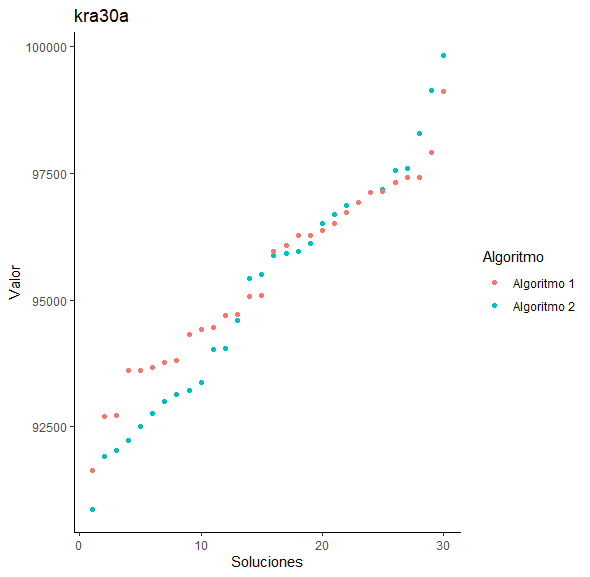 kra30a
100000
97500
95000
92500
Valor
0
10
20
30
Soluciones
Algoritmo
Algoritmo 1
Algoritmo 2